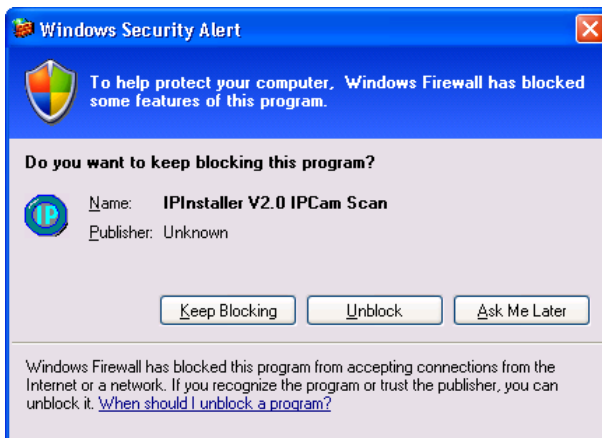 Windows Security Alert
To help protect your computer, Windows Firewall has blocked
some features of this program.
Do you want to keep blocking this program?
IP
Name: IPInstaller V2.0 IPCam Scan
Publisher: Unknown
Keep Blocking Unblock Ask Me Later
Windows Firewall has blocked this program from accepting connections from the
Internet or a network. If you recognize the program or trust the publisher, you can
unblock it. When should I unblock a program?